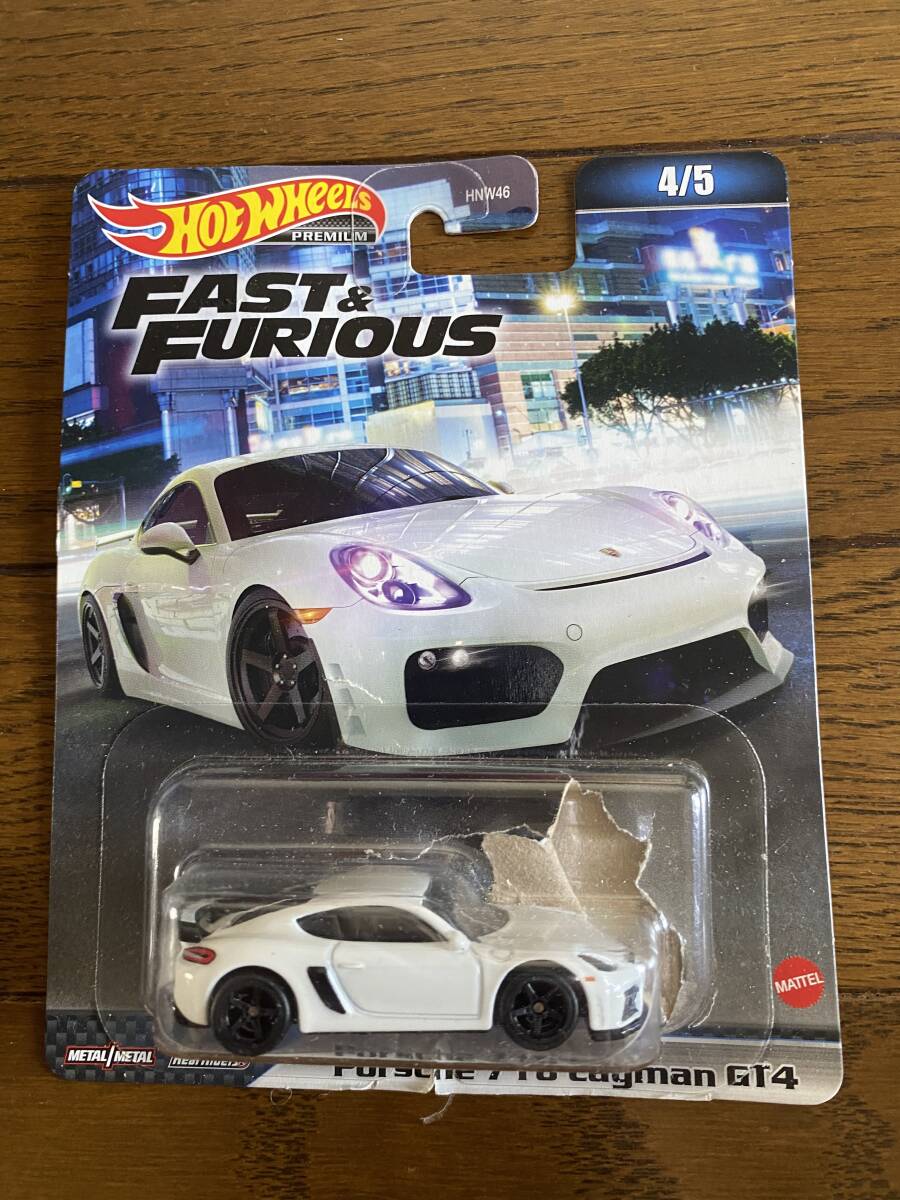 HOT WHEELS
PREMIUM
HNW46
4/5
FAST &
FURIOUS
MATTEL
METAL/METAL
REAL RIDERS®
Porsche 718 Cayman GT4